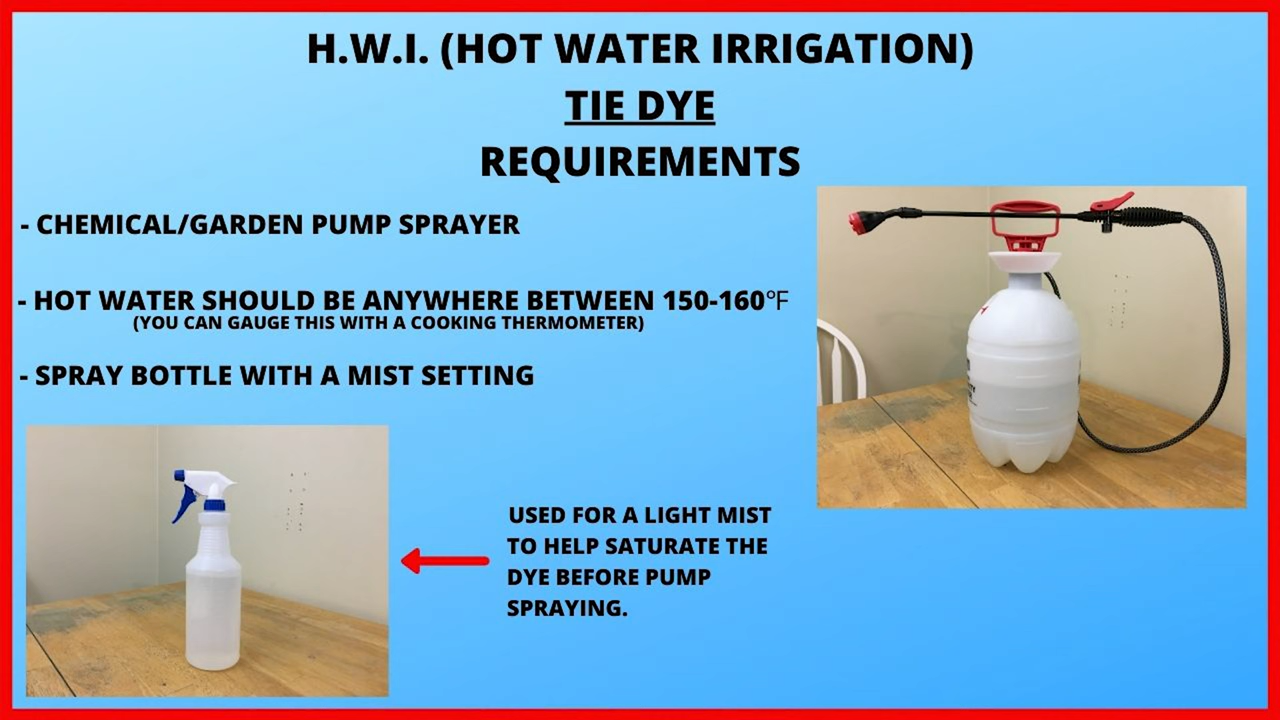 H.W.I. (HOT WATER IRRIGATION)
TIE DYE
REQUIREMENTS
- CHEMICAL/GARDEN PUMP SPRAYER
- HOT WATER SHOULD BE ANYWHERE BETWEEN 150-160°F
(YOU CAN GAUGE THIS WITH A COOKING THERMOMETER)
- SPRAY BOTTLE WITH A MIST SETTING
USED FOR A LIGHT MIST
TO HELP SATURATE THE
DYE BEFORE PUMP
SPRAYING.